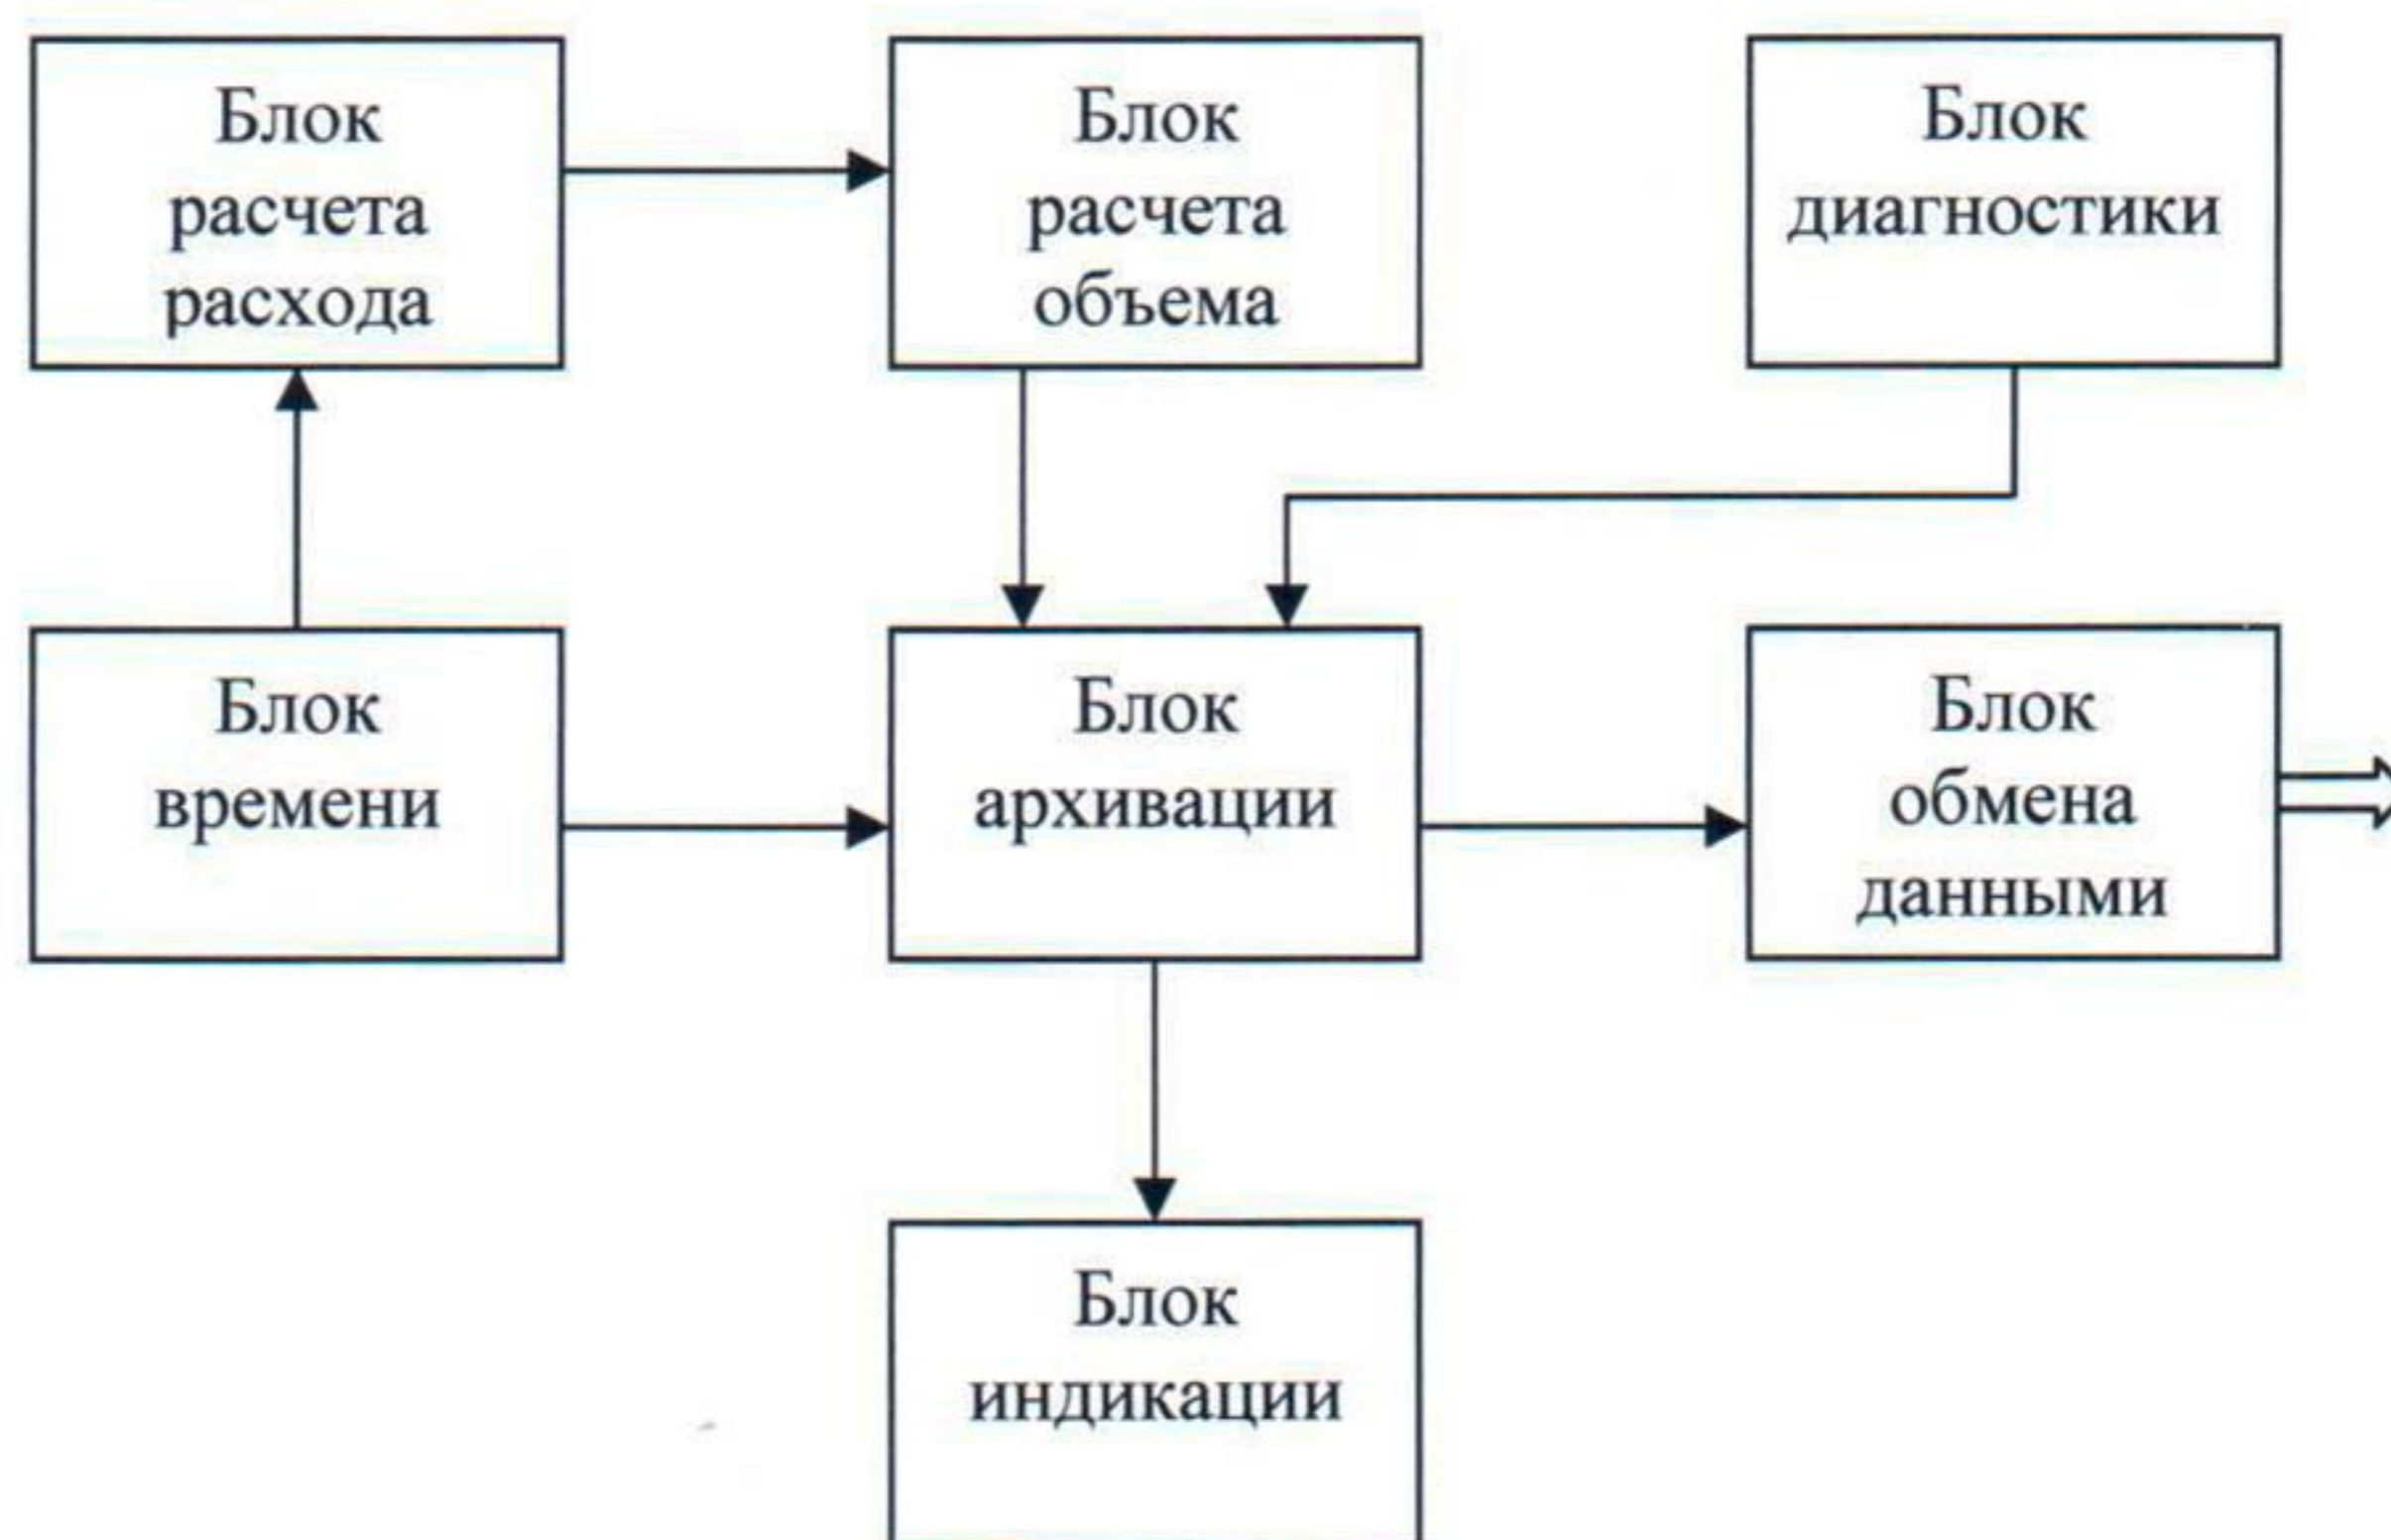 Блок
расчета
расхода
Блок
расчета
объема
Блок
диагностики
Блок
времени
Блок
архивации
Блок
обмена
данными
Блок
индикации